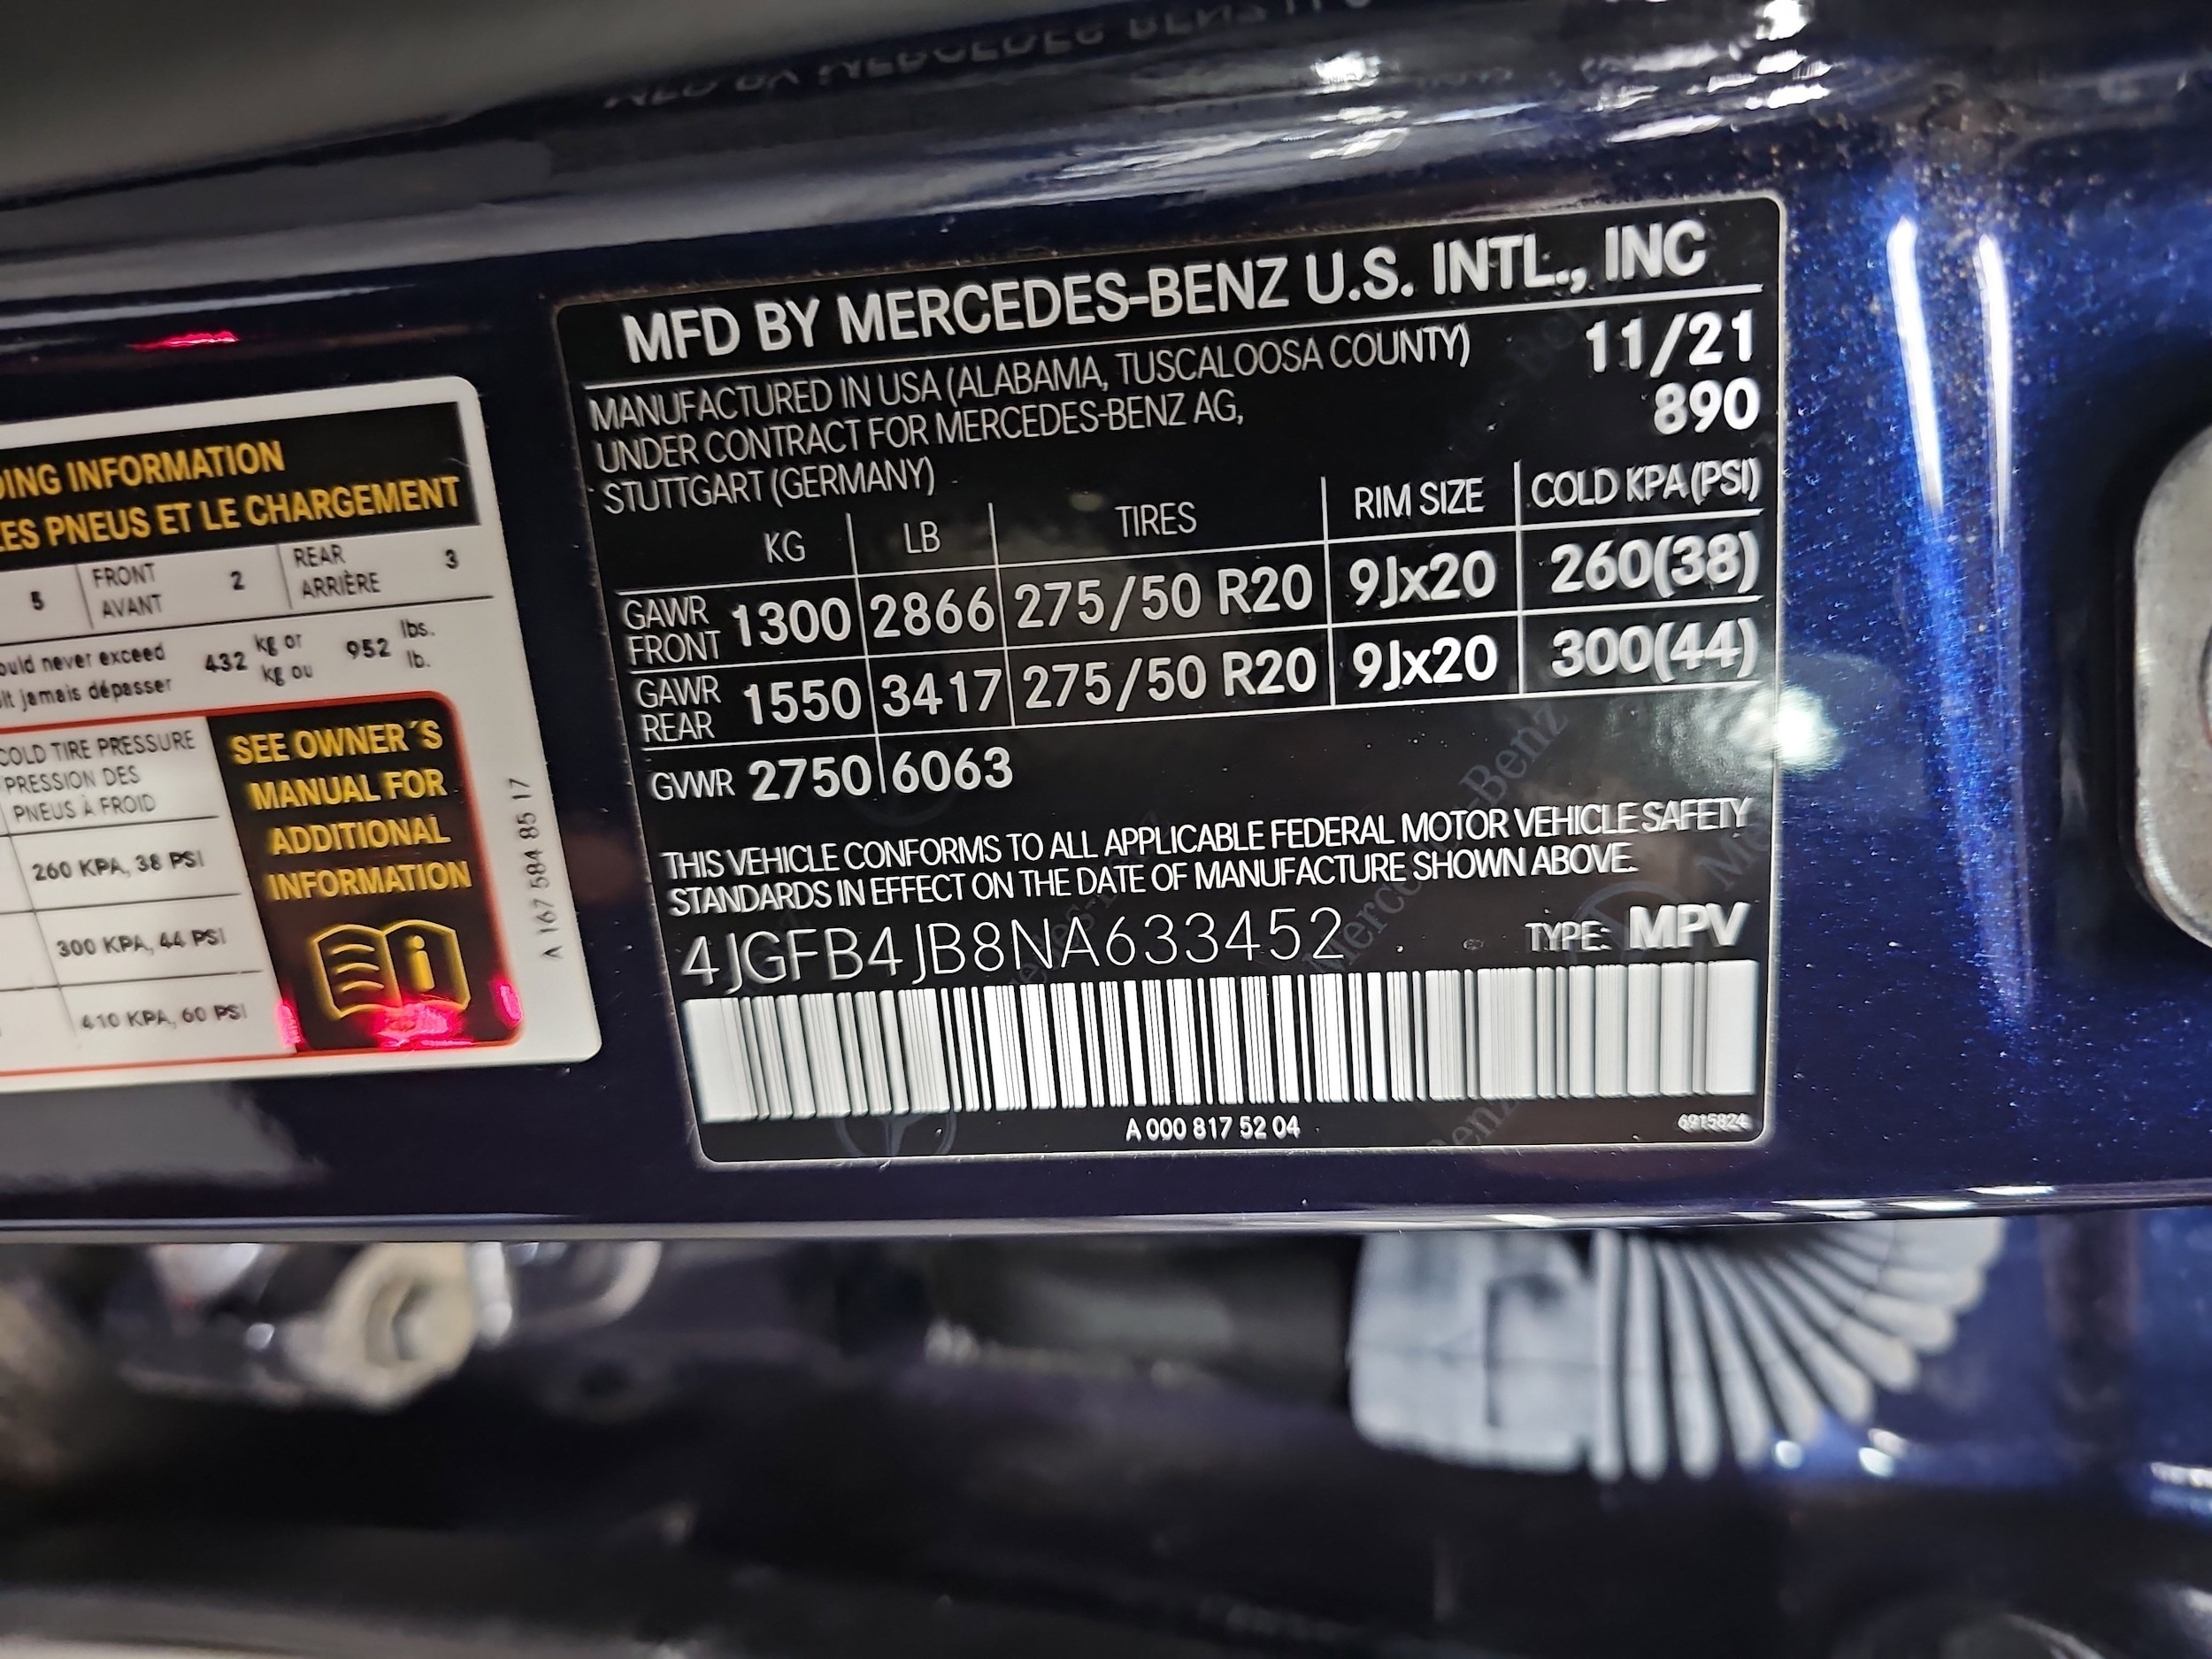 DING INFORMATION
ES PNEUS ET LE CHARGEMENT
5 FRONT AVANT 2 REAR ARRIÈRE 3
ould never exceed 432 kg or 952 lbs.
it jamais dépasser kg ou lb.
COLD TIRE PRESSURE
PRESSION DES
PNEUS À FROID
260 KPA, 38 PSI
300 KPA, 44 PSI
410 KPA, 60 PSI
SEE OWNER´S
MANUAL FOR
ADDITIONAL
INFORMATION
A 167 584 85 17
MFD BY MERCEDES-BENZ U.S. INTL., INC
MANUFACTURED IN USA (ALABAMA, TUSCALOOSA COUNTY) 11/21
UNDER CONTRACT FOR MERCEDES-BENZ AG, 890
STUTTGART (GERMANY)
KG LB TIRES RIM SIZE COLD KPA (PSI)
GAWR FRONT 1300 2866 275/50 R20 9Jx20 260(38)
GAWR REAR 1550 3417 275/50 R20 9Jx20 300(44)
GVWR 2750 6063
THIS VEHICLE CONFORMS TO ALL APPLICABLE FEDERAL MOTOR VEHICLE SAFETY
STANDARDS IN EFFECT ON THE DATE OF MANUFACTURE SHOWN ABOVE.
4JGFB4JB8NA633452 TYPE: MPV
A 000 817 52 04 6915824